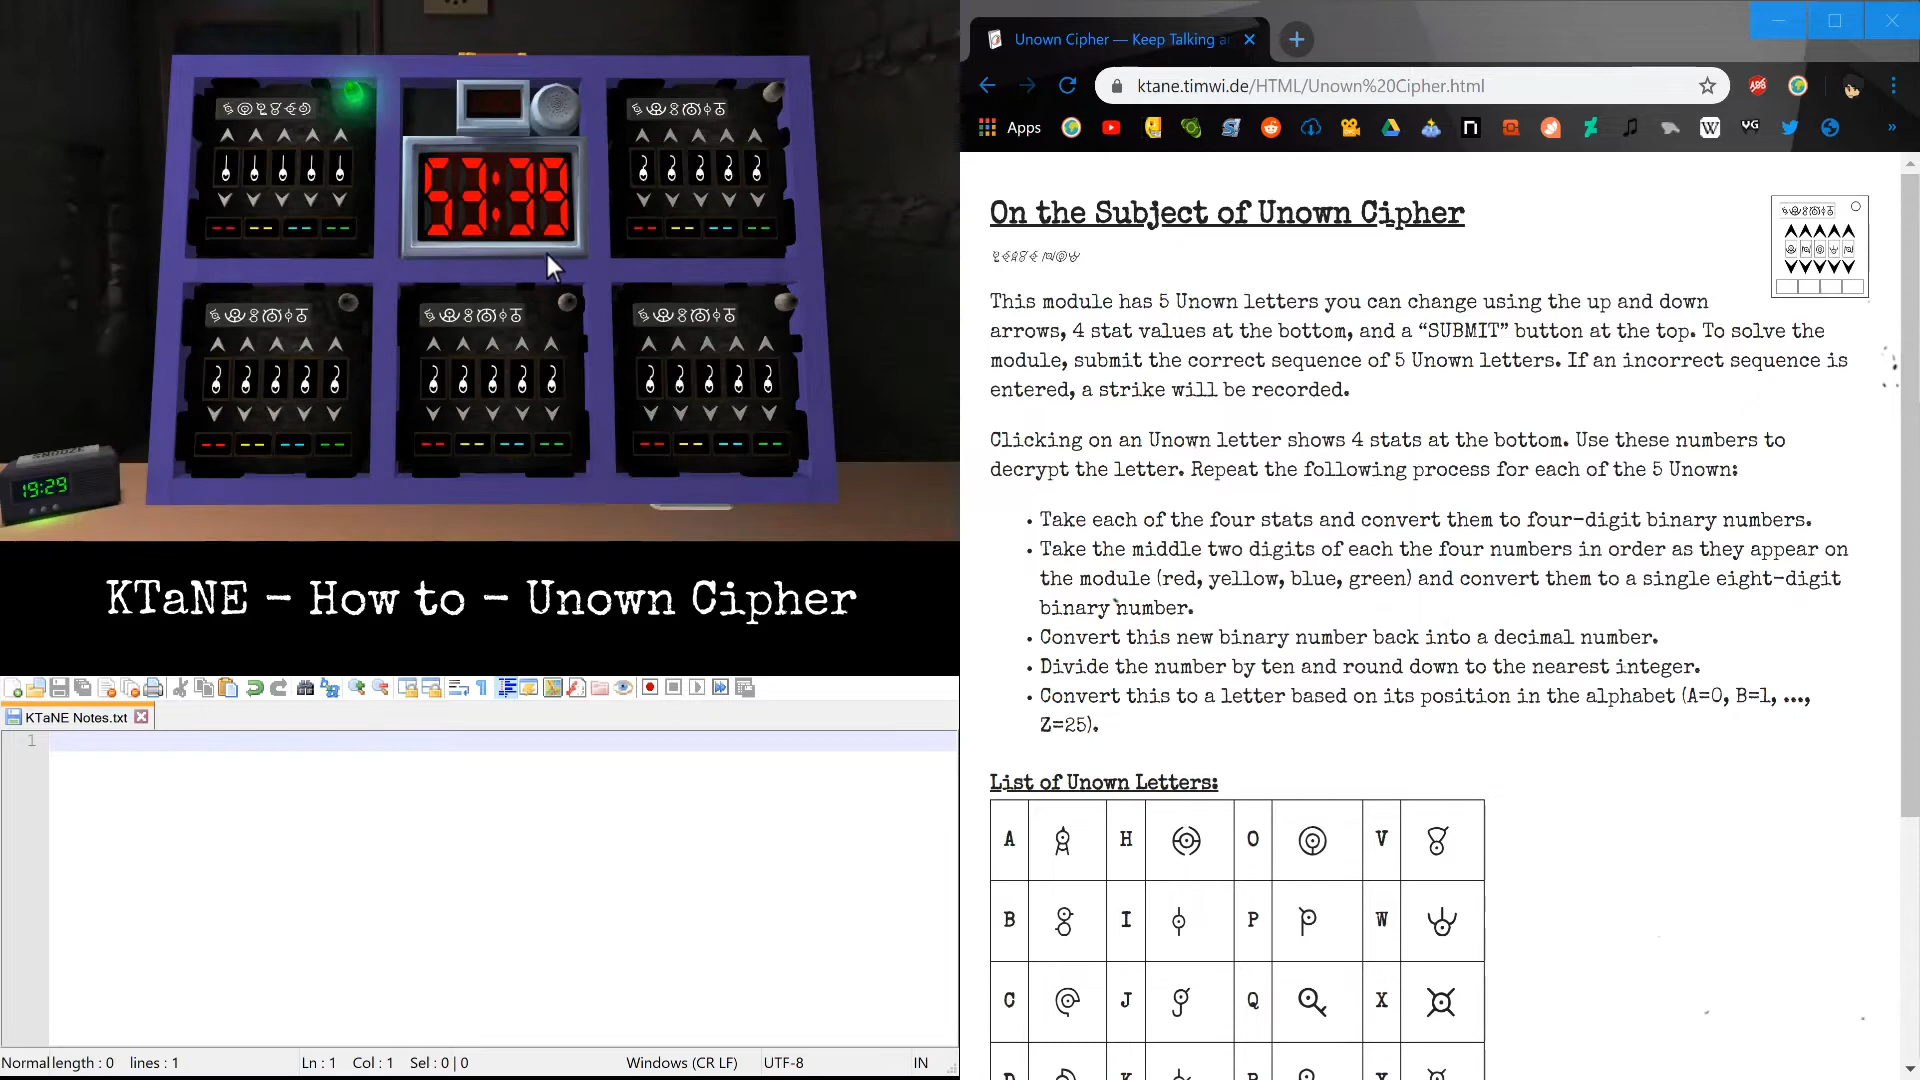 53:39
SNOOZE
19:29
KTaNE - How to - Unown Cipher
KTaNE Notes.txt
1
Normal length : 0 lines : 1 Ln : 1 Col : 1 Sel : 0 | 0 Windows (CR LF) UTF-8 IN
Unown Cipher — Keep Talking a
ktane.timwi.de/HTML/Unown%20Cipher.html
Apps
On the Subject of Unown Cipher
This module has 5 Unown letters you can change using the up and down
arrows, 4 stat values at the bottom, and a “SUBMIT” button at the top. To solve the
module, submit the correct sequence of 5 Unown letters. If an incorrect sequence is
entered, a strike will be recorded.
Clicking on an Unown letter shows 4 stats at the bottom. Use these numbers to
decrypt the letter. Repeat the following process for each of the 5 Unown:
• Take each of the four stats and convert them to four-digit binary numbers.
• Take the middle two digits of each the four numbers in order as they appear on
the module (red, yellow, blue, green) and convert them to a single eight-digit
binary number.
• Convert this new binary number back into a decimal number.
• Divide the number by ten and round down to the nearest integer.
• Convert this to a letter based on its position in the alphabet (A=0, B=1, ...,
Z=25).
List of Unown Letters:
A H O V
B I P W
C J Q X